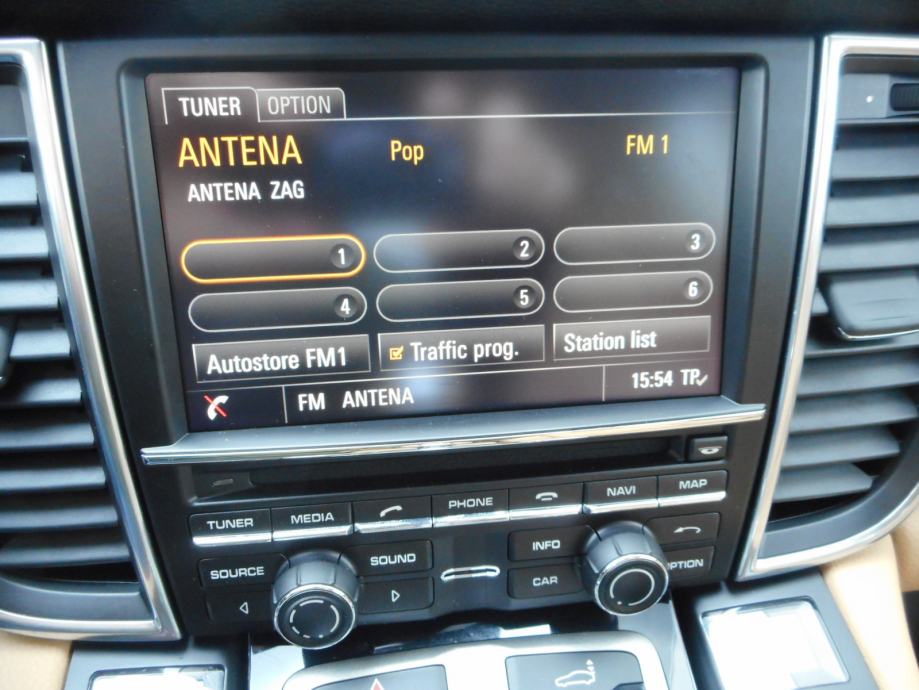 TUNER OPTION
ANTENA Pop FM 1
ANTENA ZAG
1 2 3
4 5 6
Autostore FM1 Traffic prog. Station list
FM ANTENA 15:54 TP
TUNER MEDIA PHONE NAVI MAP
SOURCE SOUND INFO
CAR PTION